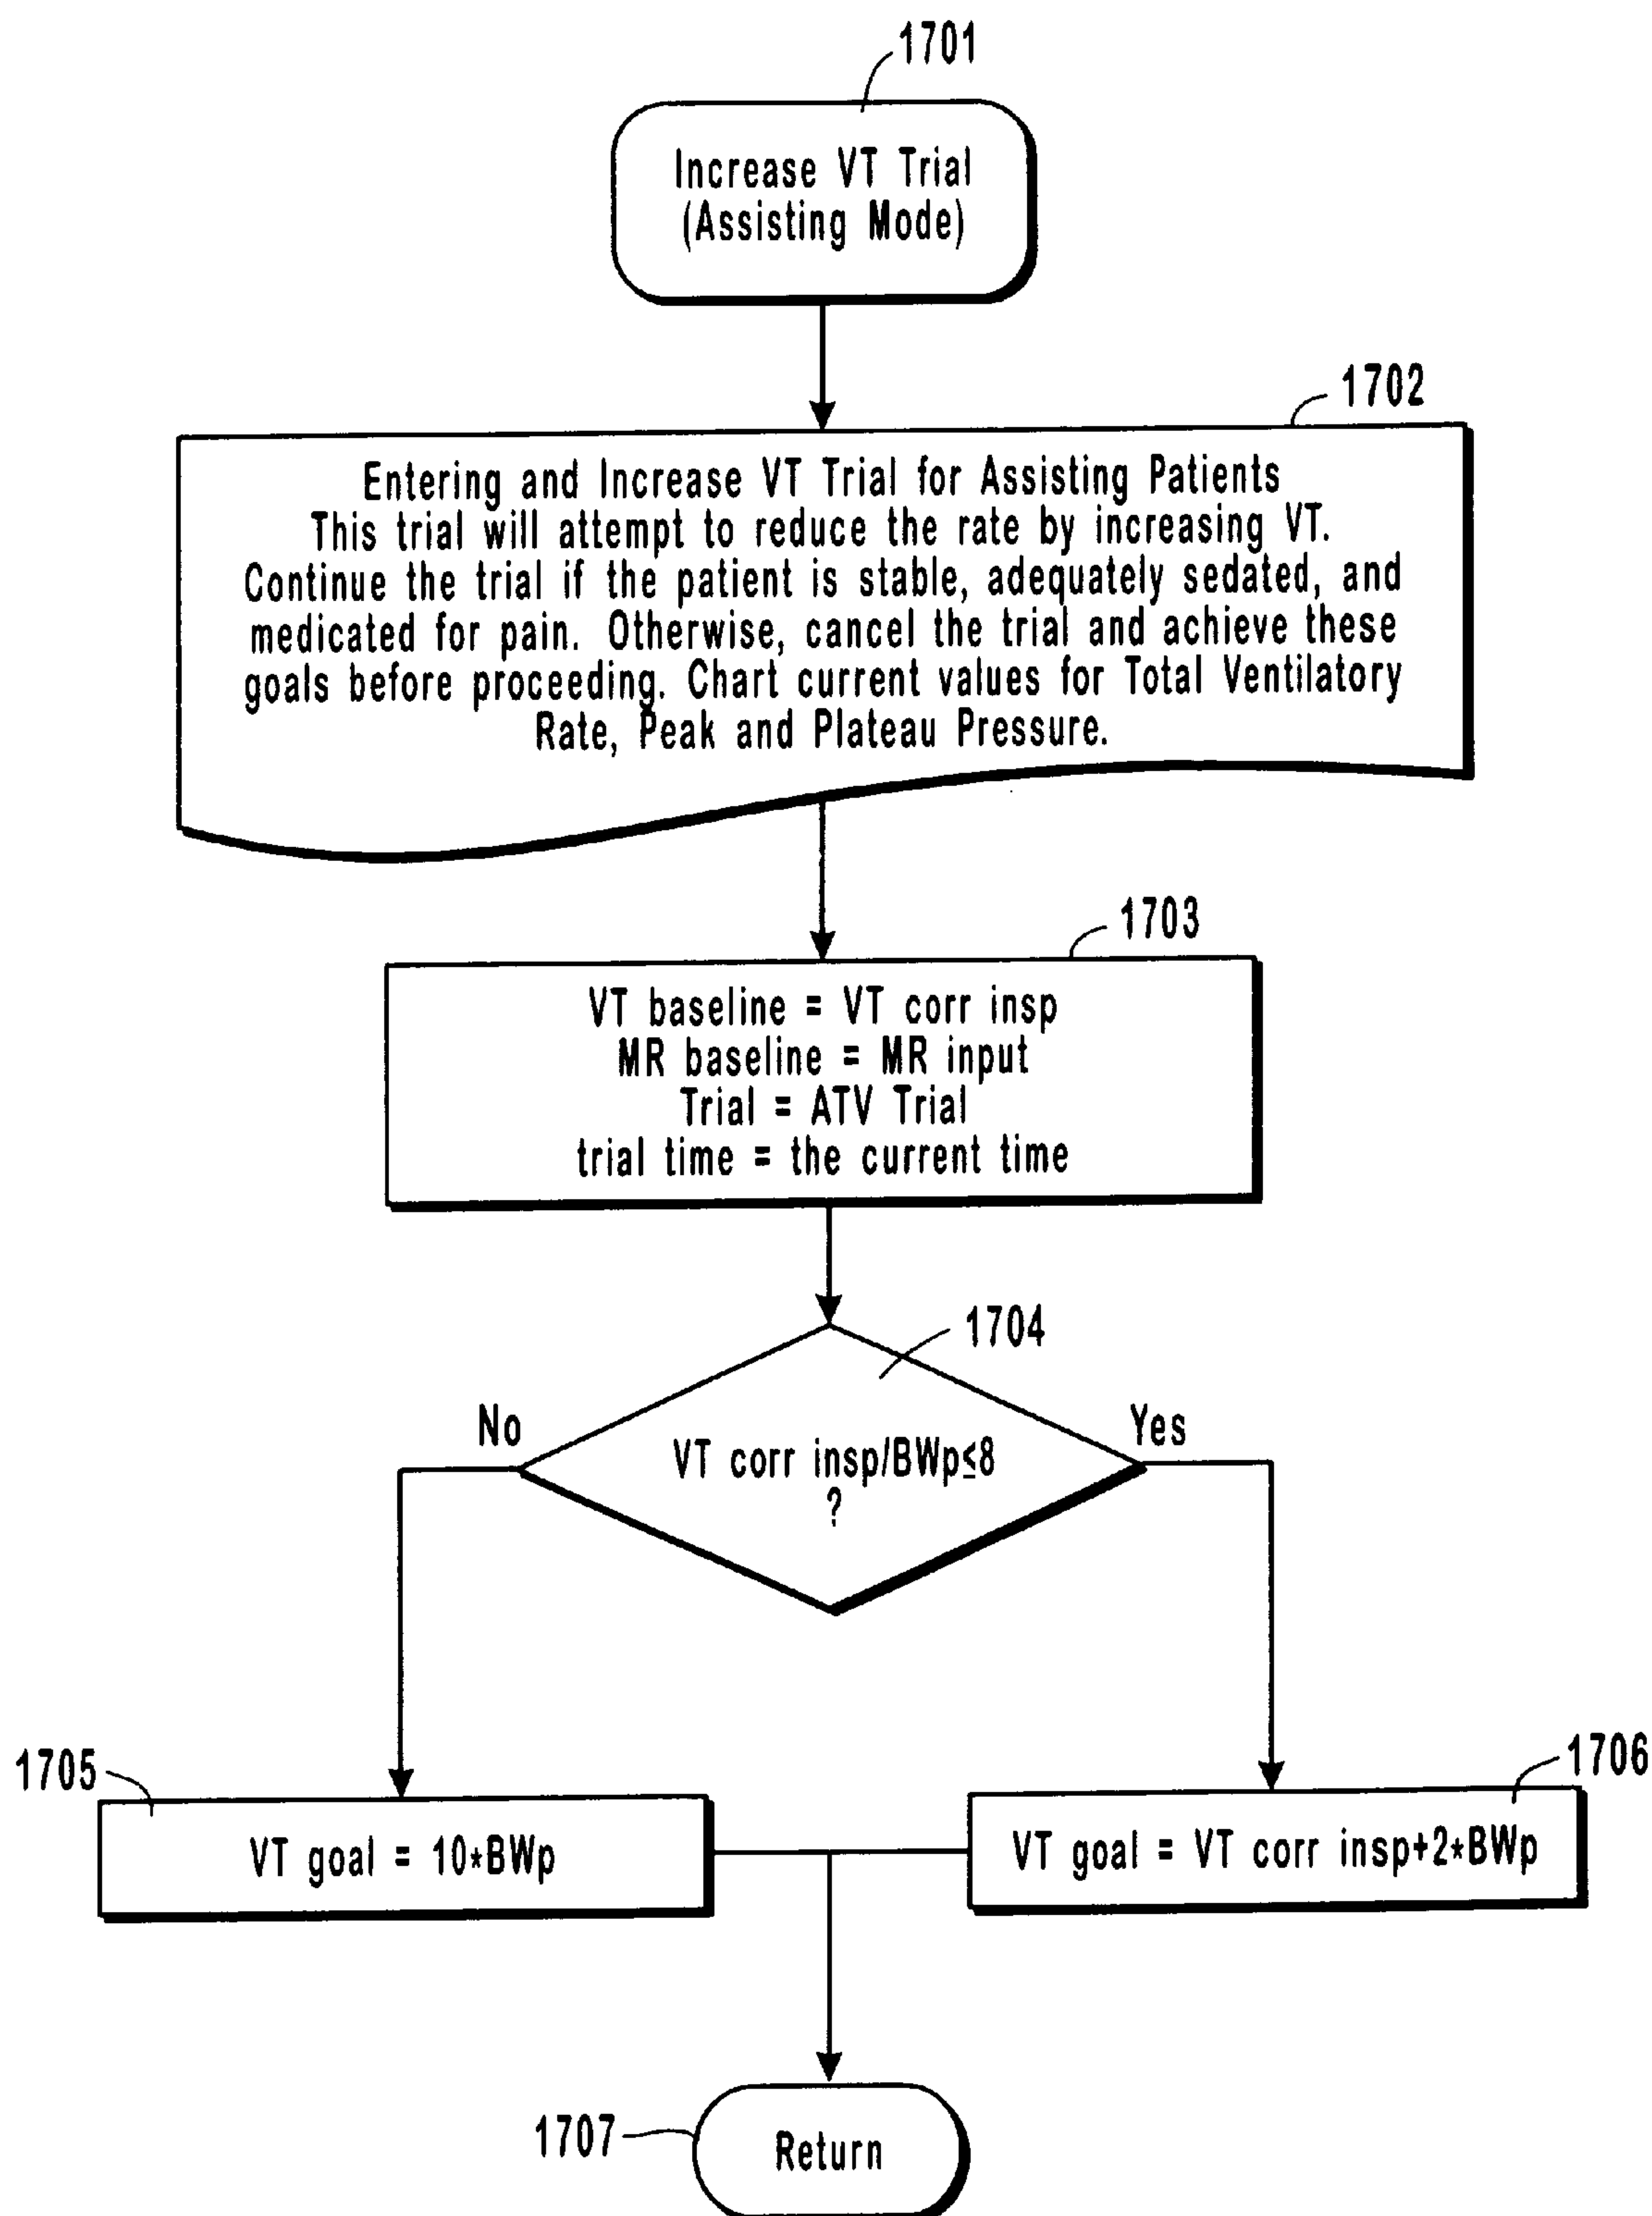 1701
Increase VT Trial
(Assisting Mode)
1702
Entering and Increase VT Trial for Assisting Patients
This trial will attempt to reduce the rate by increasing VT.
Continue the trial if the patient is stable, adequately sedated, and
medicated for pain. Otherwise, cancel the trial and achieve these
goals before proceeding. Chart current values for Total Ventilatory
Rate, Peak and Plateau Pressure.
1703
VT baseline = VT corr insp
MR baseline = MR input
Trial = ATV Trial
trial time = the current time
1704
No
Yes
VT corr insp/BWp≤8
?
1705
1706
VT goal = 10*BWp
VT goal = VT corr insp+2*BWp
1707
Return